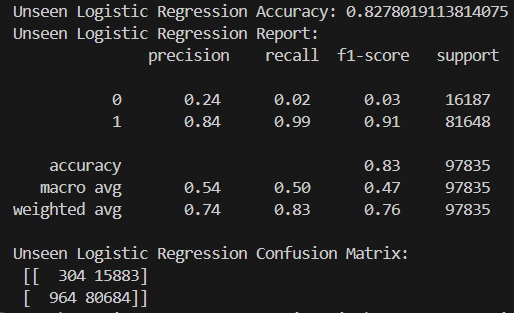 Unseen Logistic Regression Accuracy: 0.8278019113814075
Unseen Logistic Regression Report:
precision recall f1-score support
0 0.24 0.02 0.03 16187
1 0.84 0.99 0.91 81648
accuracy 0.83 97835
macro avg 0.54 0.50 0.47 97835
weighted avg 0.74 0.83 0.76 97835
Unseen Logistic Regression Confusion Matrix:
[[ 304 15883]
[ 964 80684]]